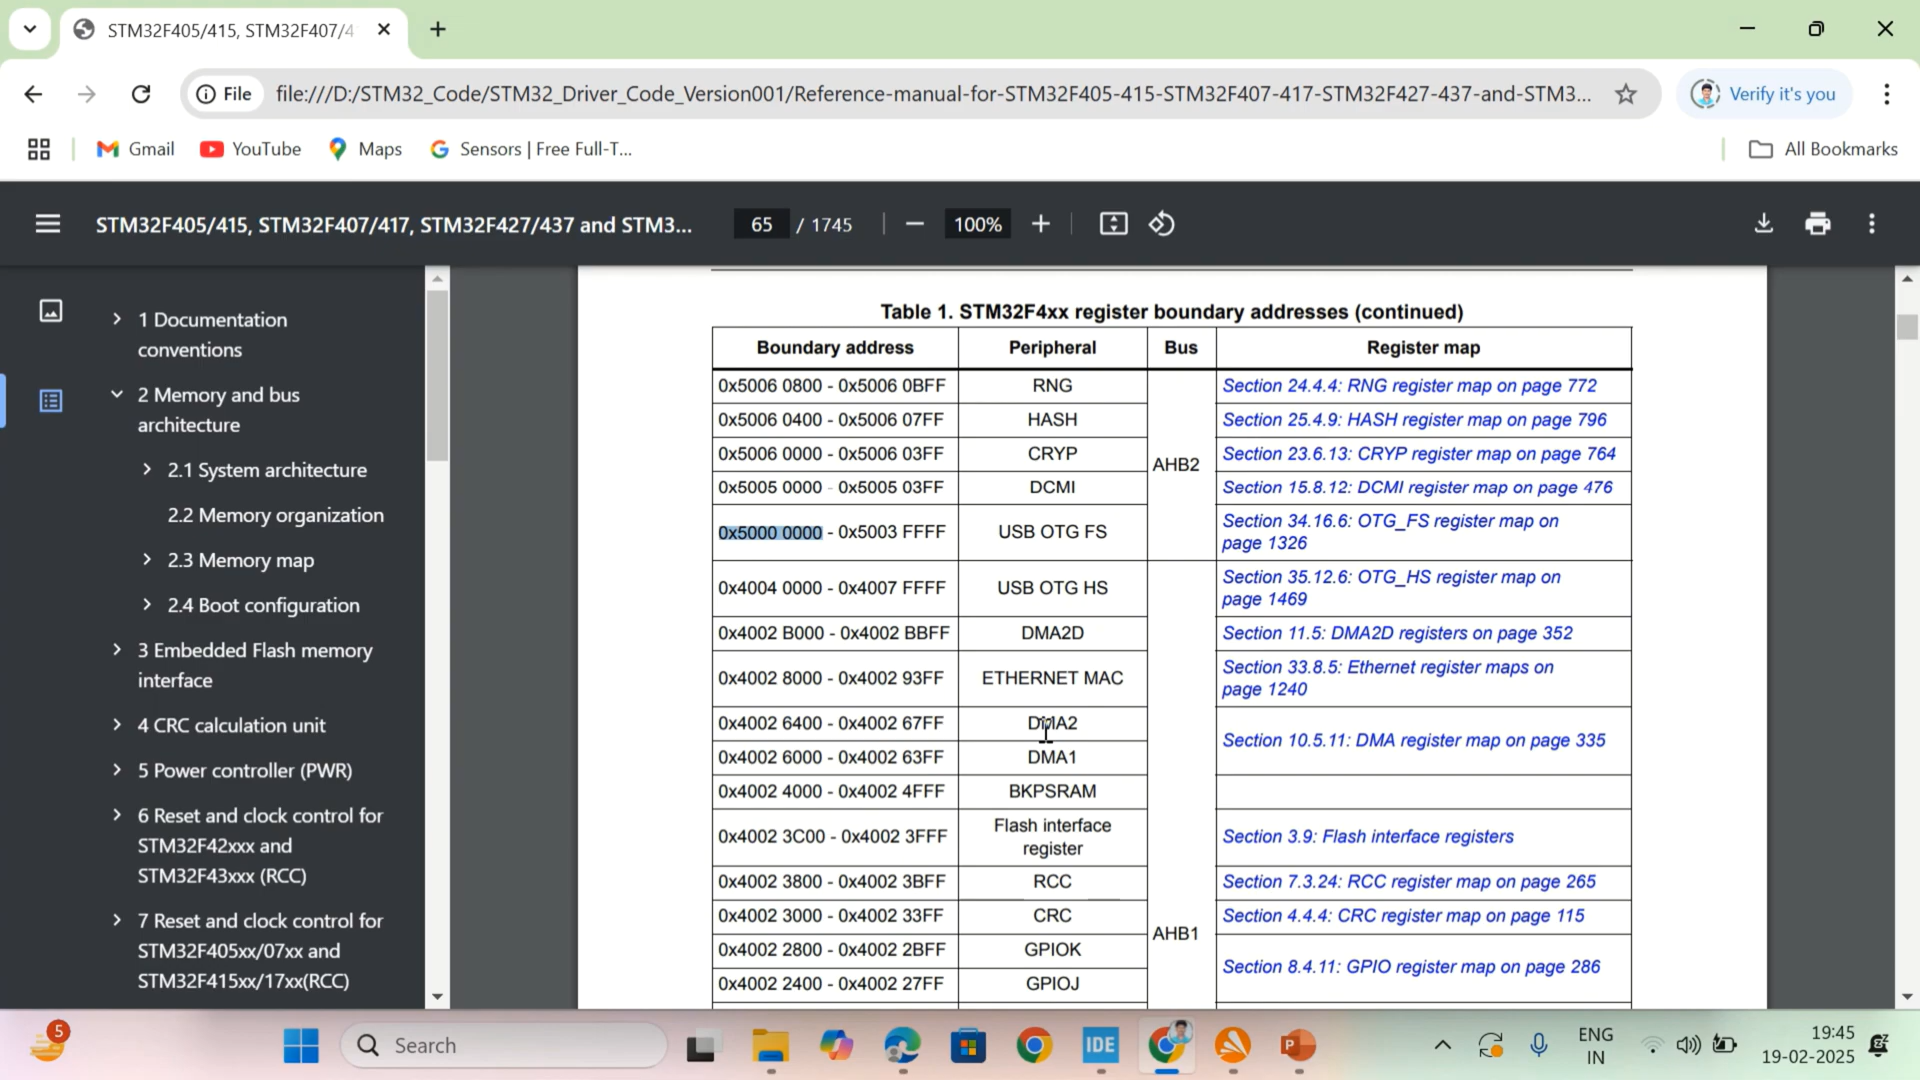 STM32F405/415, STM32F407/4
File
file:///D:/STM32_Code/STM32_Driver_Code_Version001/Reference-manual-for-STM32F405-415-STM32F407-417-STM32F427-437-and-STM3...
Verify it's you
Gmail
YouTube
Maps
Sensors | Free Full-T...
All Bookmarks
STM32F405/415, STM32F407/417, STM32F427/437 and STM3...
65 / 1745
100%
1 Documentation
conventions
2 Memory and bus
architecture
2.1 System architecture
2.2 Memory organization
2.3 Memory map
2.4 Boot configuration
3 Embedded Flash memory
interface
4 CRC calculation unit
5 Power controller (PWR)
6 Reset and clock control for
STM32F42xxx and
STM32F43xxx (RCC)
7 Reset and clock control for
STM32F405xx/07xx and
STM32F415xx/17xx(RCC)
Table 1. STM32F4xx register boundary addresses (continued)
Boundary address Peripheral Bus Register map
0x5006 0800 - 0x5006 0BFF RNG Section 24.4.4: RNG register map on page 772
0x5006 0400 - 0x5006 07FF HASH Section 25.4.9: HASH register map on page 796
0x5006 0000 - 0x5006 03FF CRYP Section 23.6.13: CRYP register map on page 764
AHB2
0x5005 0000 - 0x5005 03FF DCMI Section 15.8.12: DCMI register map on page 476
0x5000 0000 - 0x5003 FFFF USB OTG FS Section 34.16.6: OTG_FS register map on
page 1326
0x4004 0000 - 0x4007 FFFF USB OTG HS Section 35.12.6: OTG_HS register map on
page 1469
0x4002 B000 - 0x4002 BBFF DMA2D Section 11.5: DMA2D registers on page 352
0x4002 8000 - 0x4002 93FF ETHERNET MAC Section 33.8.5: Ethernet register maps on
page 1240
0x4002 6400 - 0x4002 67FF DMA2
Section 10.5.11: DMA register map on page 335
0x4002 6000 - 0x4002 63FF DMA1
0x4002 4000 - 0x4002 4FFF BKPSRAM
0x4002 3C00 - 0x4002 3FFF Flash interface
register Section 3.9: Flash interface registers
0x4002 3800 - 0x4002 3BFF RCC Section 7.3.24: RCC register map on page 265
0x4002 3000 - 0x4002 33FF CRC Section 4.4.4: CRC register map on page 115
AHB1
0x4002 2800 - 0x4002 2BFF GPIOK
Section 8.4.11: GPIO register map on page 286
0x4002 2400 - 0x4002 27FF GPIOJ
5
Search
IDE
ENG
IN
19:45
19-02-2025